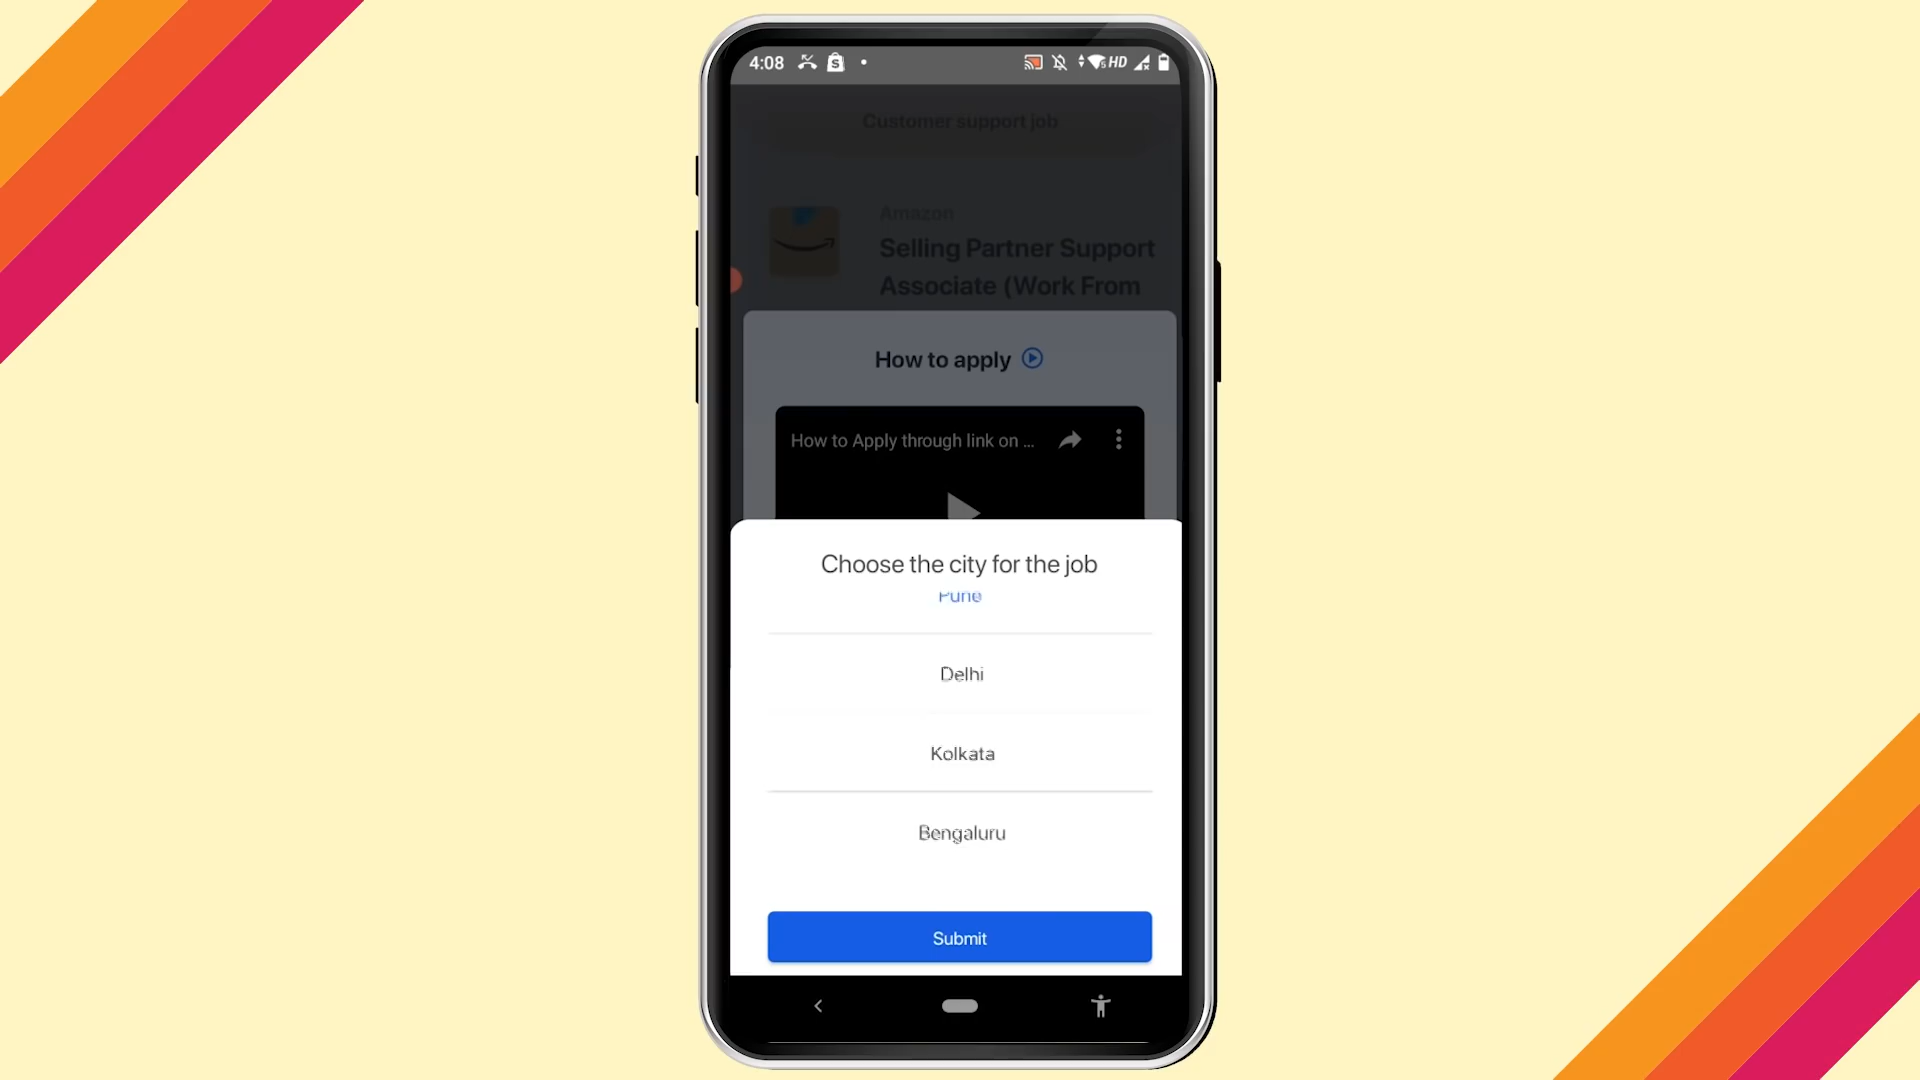 4:08
HD
Customer support job
Amazon
Selling Partner Support
Associate (Work From
How to apply
How to Apply through link on ...
Choose the city for the job
Pune
Delhi
Kolkata
Bengaluru
Submit